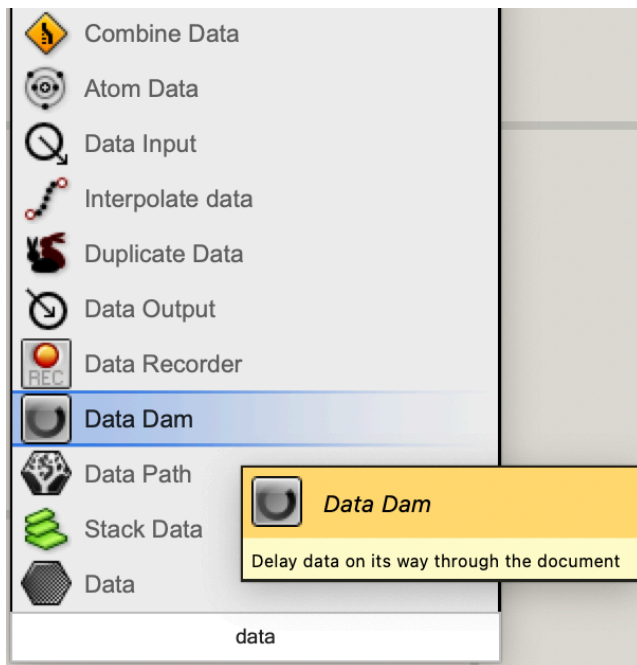 Combine Data
Atom Data
Data Input
Interpolate data
Duplicate Data
Data Output
REC
Data Recorder
Data Dam
Data Path
Data Dam
Stack Data
Delay data on its way through the document
Data
data